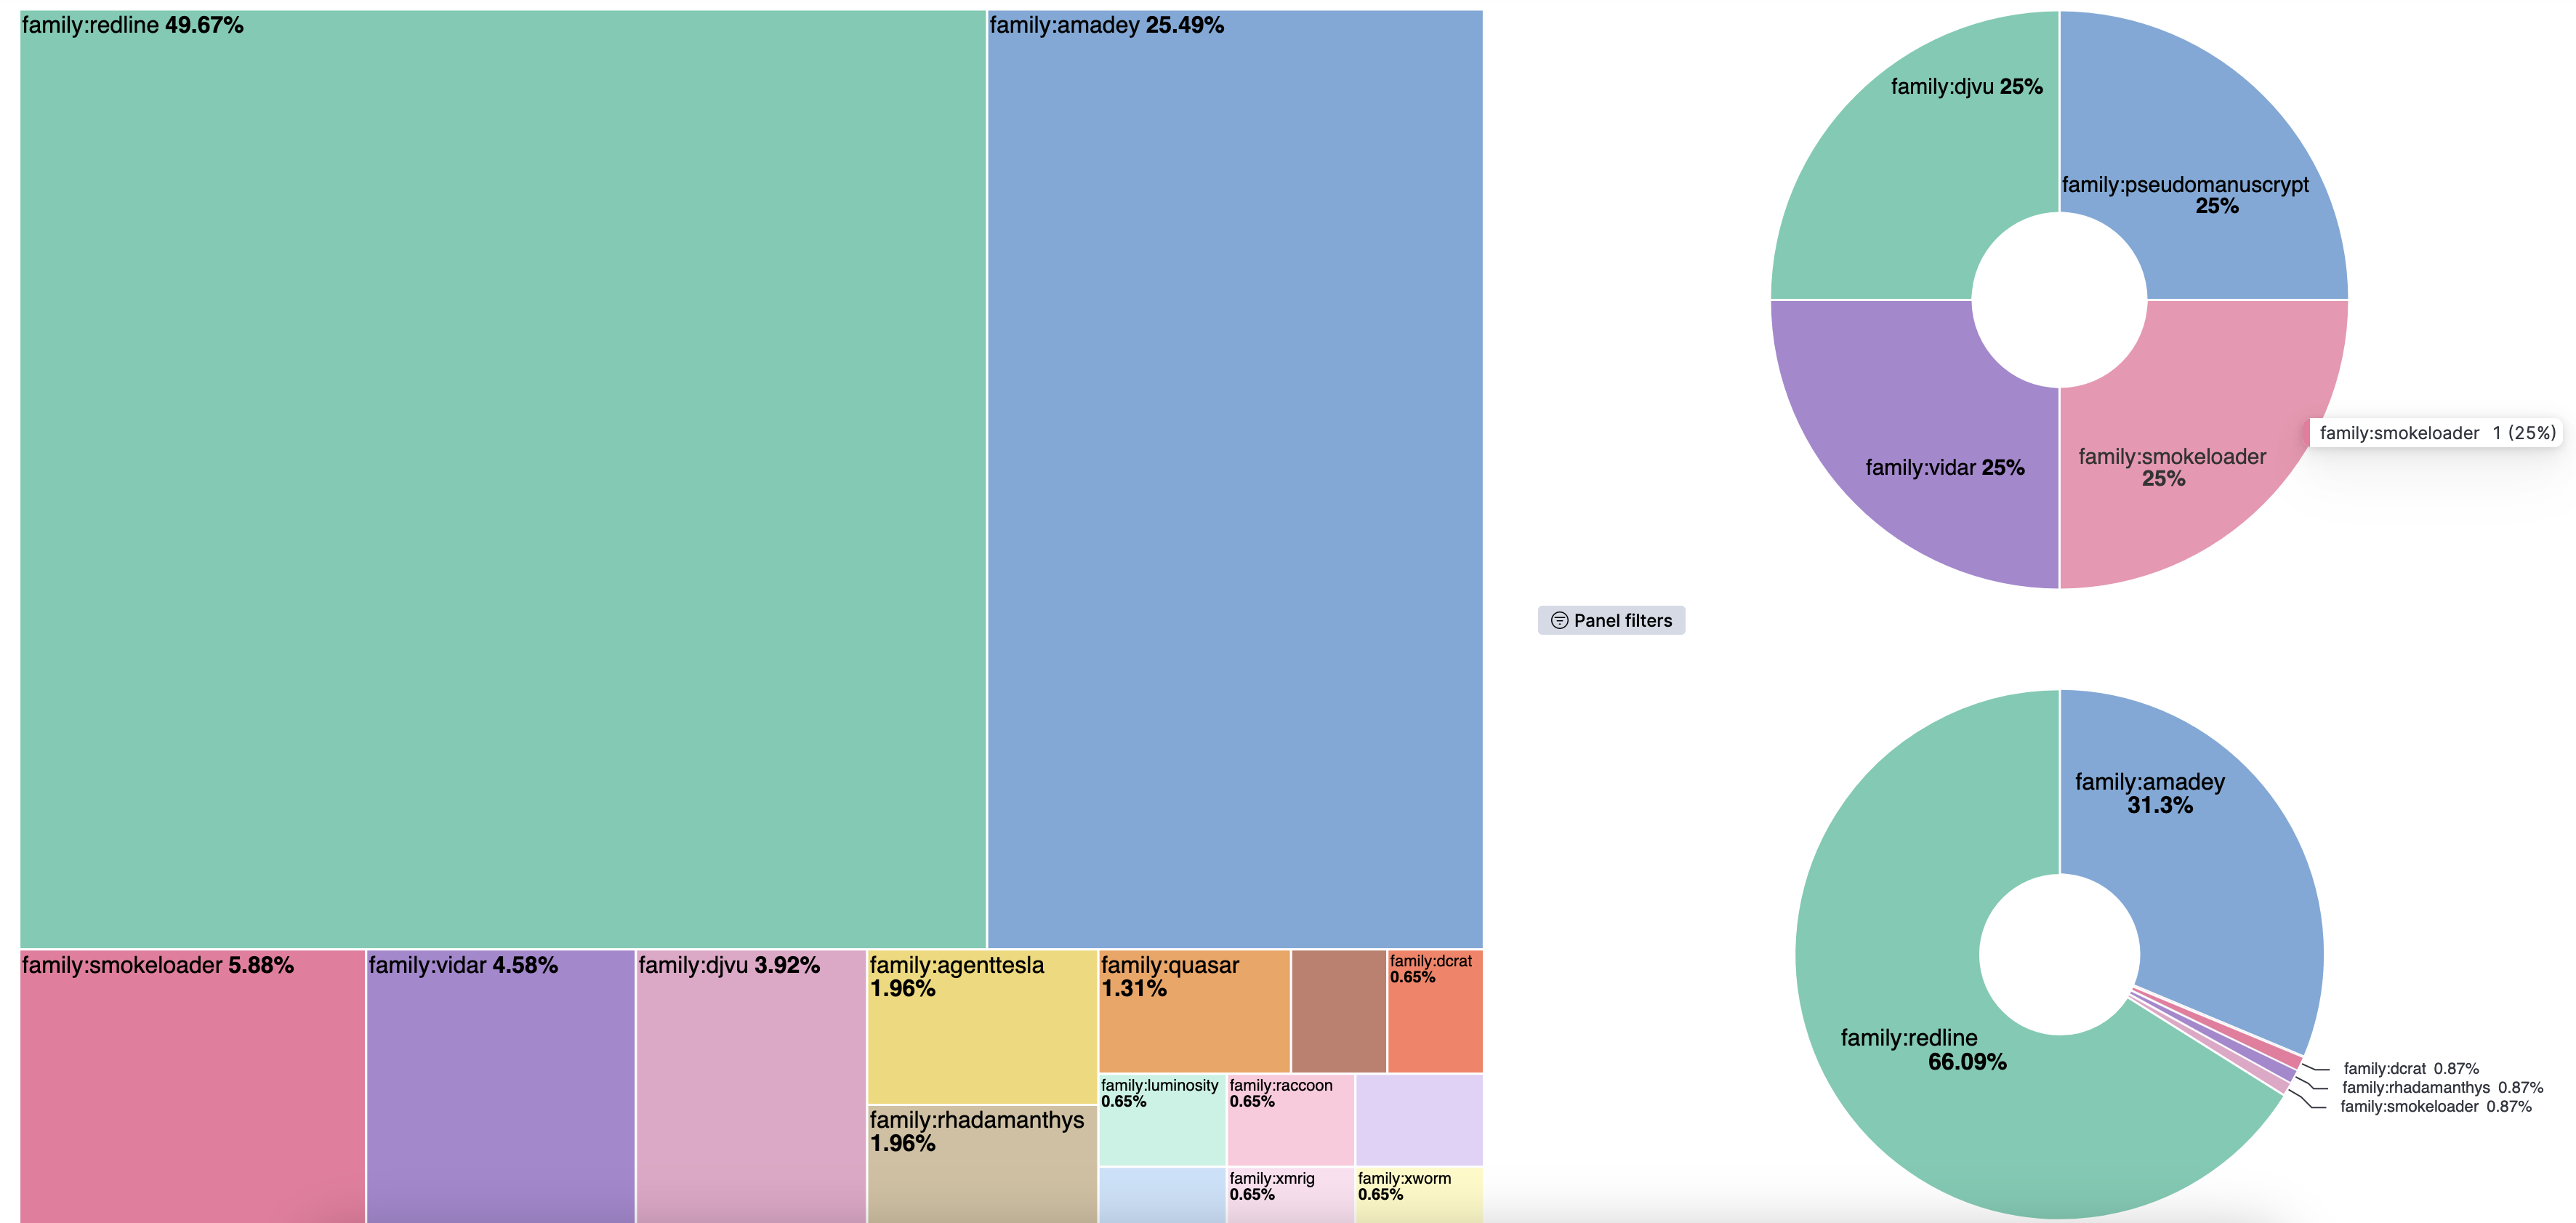 family:redline 49.67%
family:amadey 25.49%
family:smokeloader 5.88%
family:vidar 4.58%
family:djvu 3.92%
family:agenttesla
1.96%
family:rhadamanthys
1.96%
family:quasar
1.31%
family:dcrat
0.65%
family:luminosity
0.65%
family:raccoon
0.65%
family:xmrig
0.65%
family:xworm
0.65%
family:djvu 25%
family:pseudomanuscrypt
25%
family:vidar 25%
family:smokeloader
25%
family:smokeloader 1 (25%)
Panel filters
family:amadey
31.3%
family:redline
66.09%
family:dcrat 0.87%
family:rhadamanthys 0.87%
family:smokeloader 0.87%